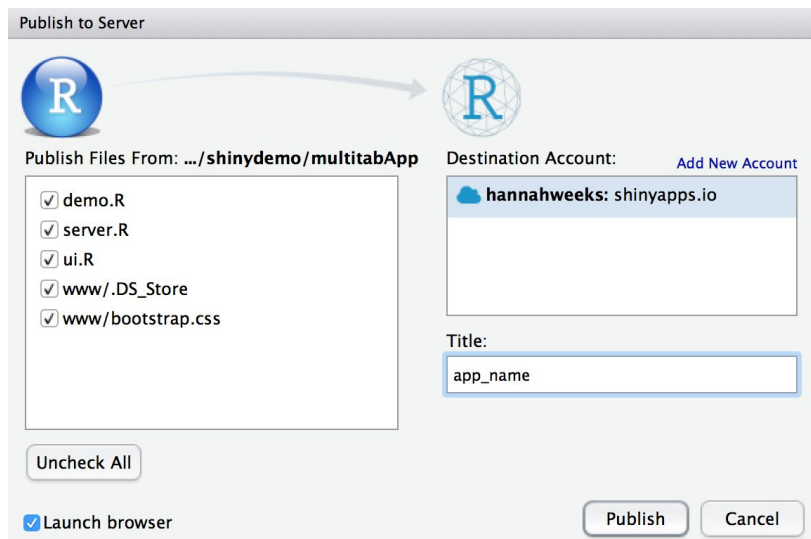 Publish to Server
R
R
Publish Files From: .../shinydemo/multitabApp
demo.R
server.R
ui.R
www/.DS_Store
www/bootstrap.css
Uncheck All
Launch browser
Destination Account:
Add New Account
hannahweeks: shinyapps.io
Title:
app_name
Publish
Cancel